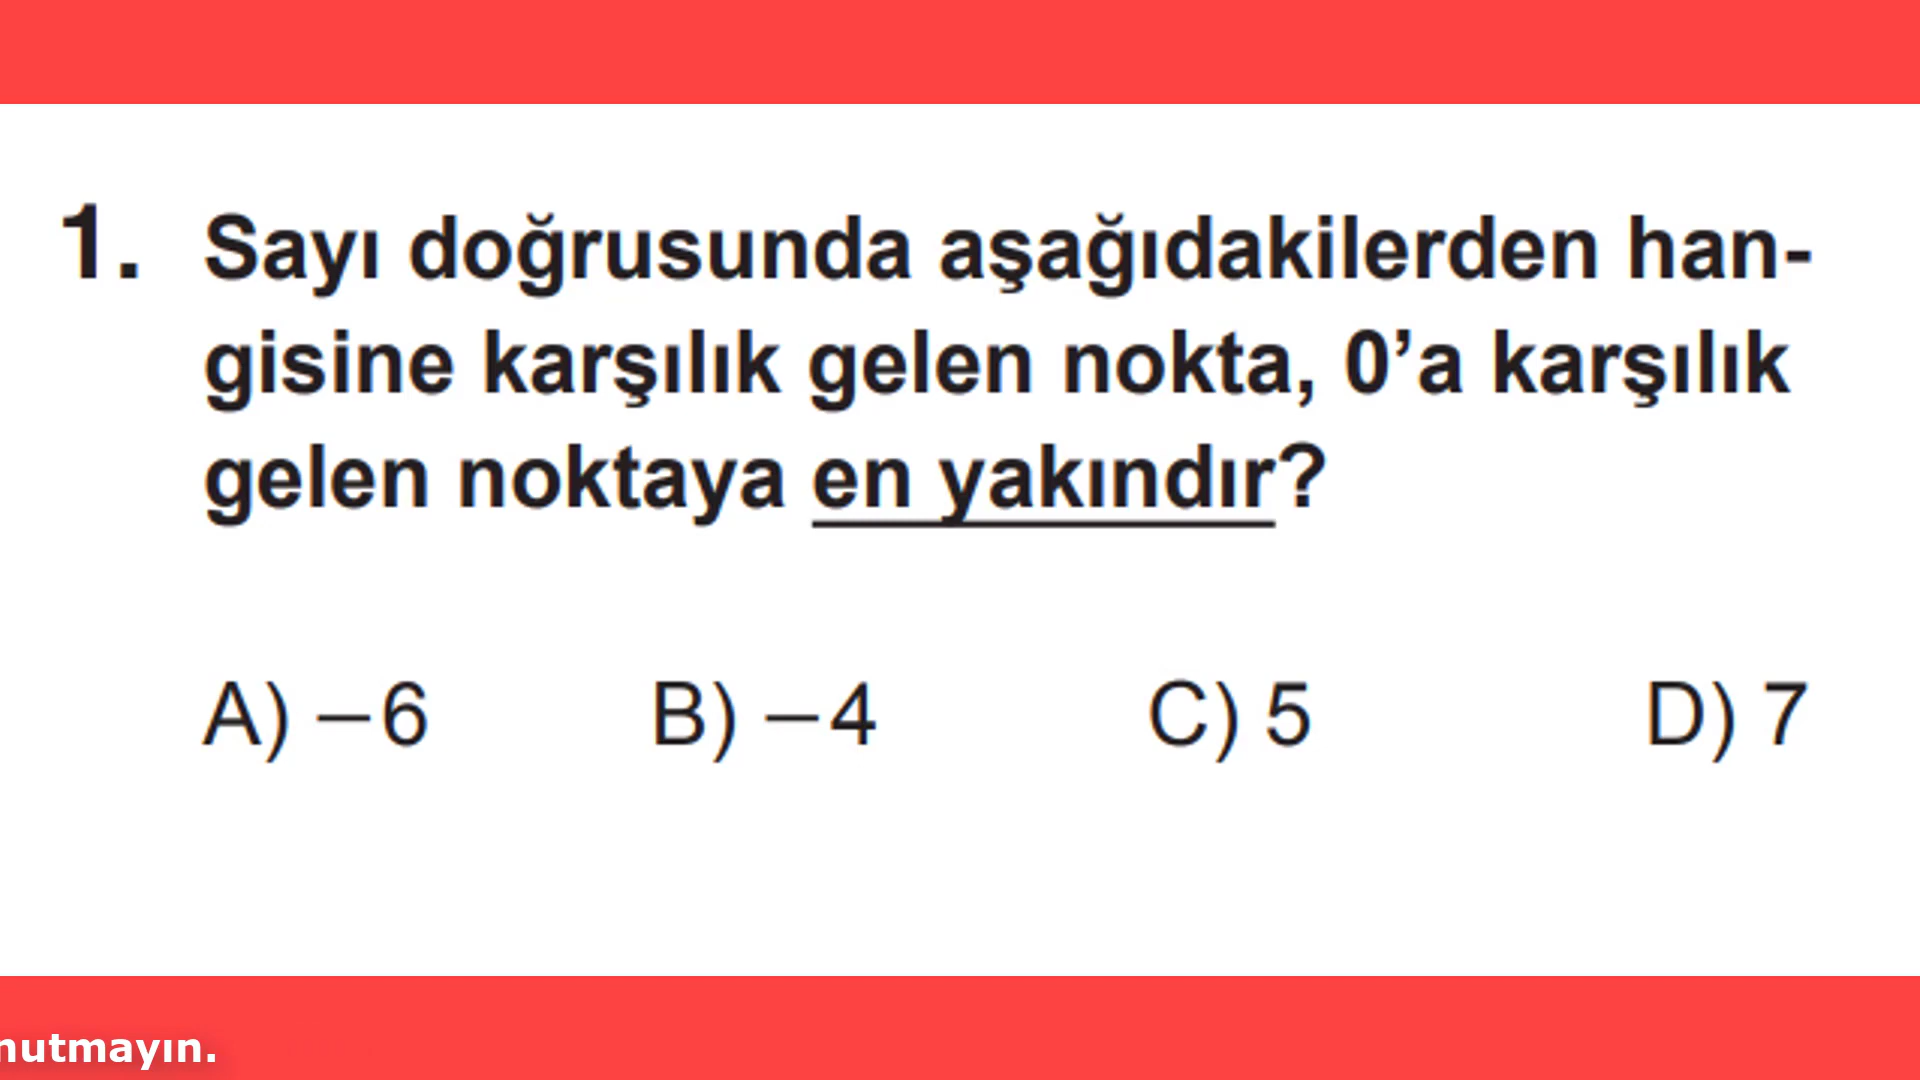 1. Sayı doğrusunda aşağıdakilerden han-
gisine karşılık gelen nokta, 0’a karşılık
gelen noktaya en yakındır?
A) –6 B) –4 C) 5 D) 7